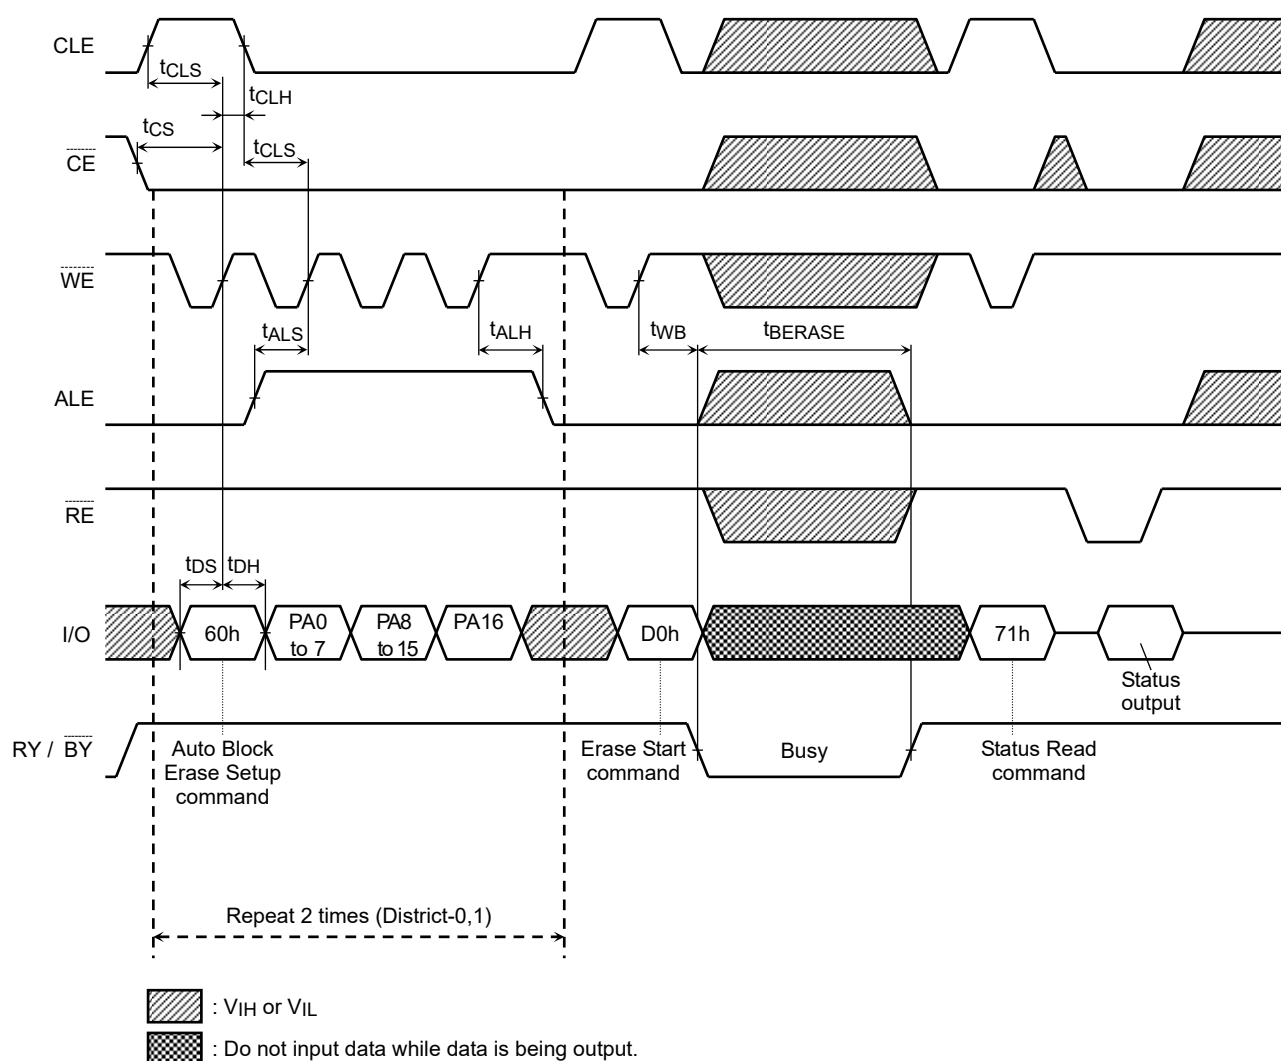 CLE
tCLS
tCLH
tCS
CE
tCLS
WE
tALS
tALH
tWB
tBERASE
ALE
RE
tDS
tDH
I/O
60h
PA0
to 7
PA8
to 15
PA16
D0h
71h
Status
output
RY / BY
Auto Block
Erase Setup
command
Erase Start
command
Busy
Status Read
command
Repeat 2 times (District-0,1)
: VIH or VIL
: Do not input data while data is being output.